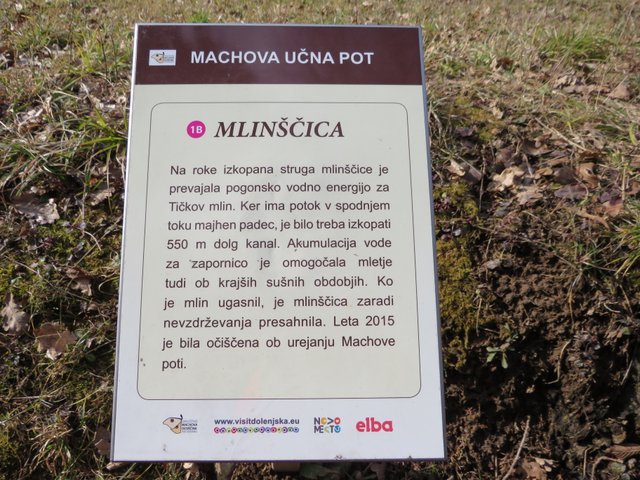 MACHOVA UČNA POT
1B MLINŠČICA
Na roke izkopana struga mlinščice je
prevajala pogonsko vodno energijo za
Tičkov mlin. Ker ima potok v spodnjem
toku majhen padec, je bilo treba izkopati
550 m dolg kanal. Akumulacija vode
za zapornico je omogočala mletje
tudi ob krajših sušnih obdobjih. Ko
je mlin ugasnil, je mlinščica zaradi
nevzdrževanja presahnila. Leta 2015
je bila očiščena ob urejanju Machove
poti.
www.visitdolenjska.eu
NOVO
MESTO
elba